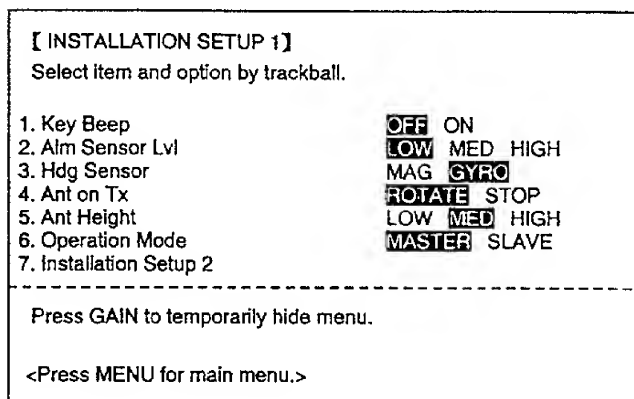 【 INSTALLATION SETUP 1】
Select item and option by trackball.
1. Key Beep OFF ON
2. Alm Sensor Lvl LOW MED HIGH
3. Hdg Sensor MAG GYRO
4. Ant on Tx ROTATE STOP
5. Ant Height LOW MED HIGH
6. Operation Mode MASTER SLAVE
7. Installation Setup 2
Press GAIN to temporarily hide menu.
<Press MENU for main menu.>